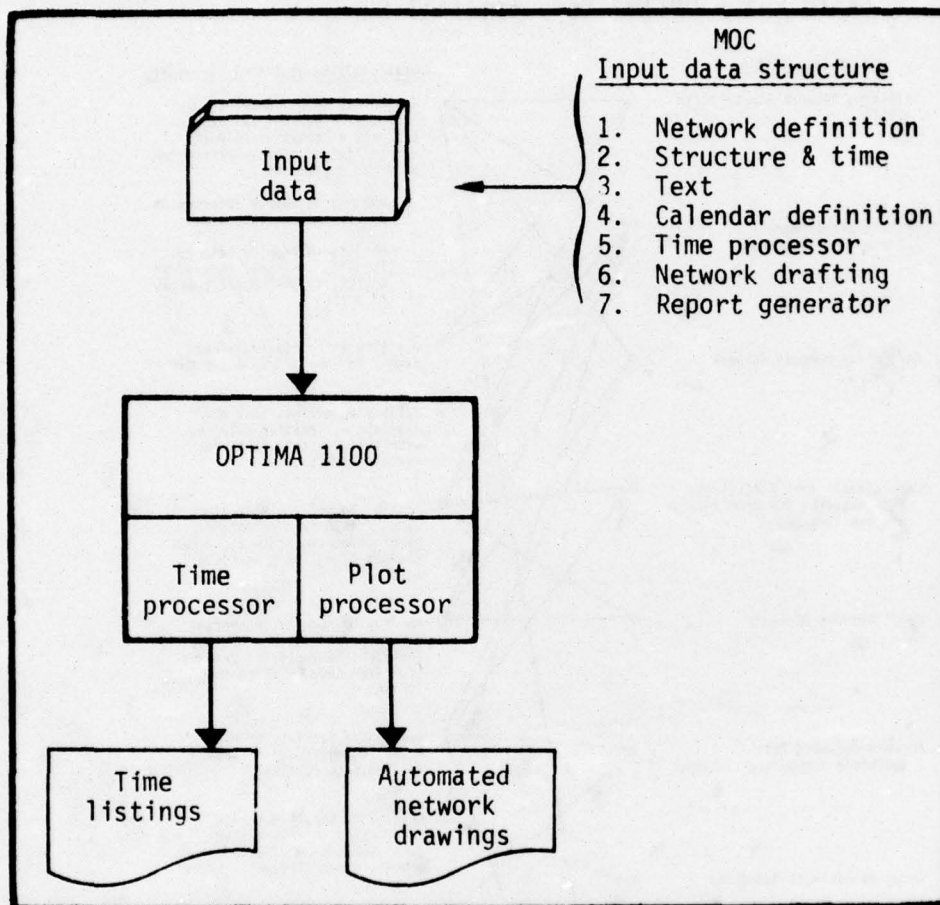 MOC
Input data structure
1. Network definition
2. Structure & time
3. Text
4. Calendar definition
5. Time processor
6. Network drafting
7. Report generator
Input
data
OPTIMA 1100
Time
processor
Plot
processor
Time
listings
Automated
network
drawings